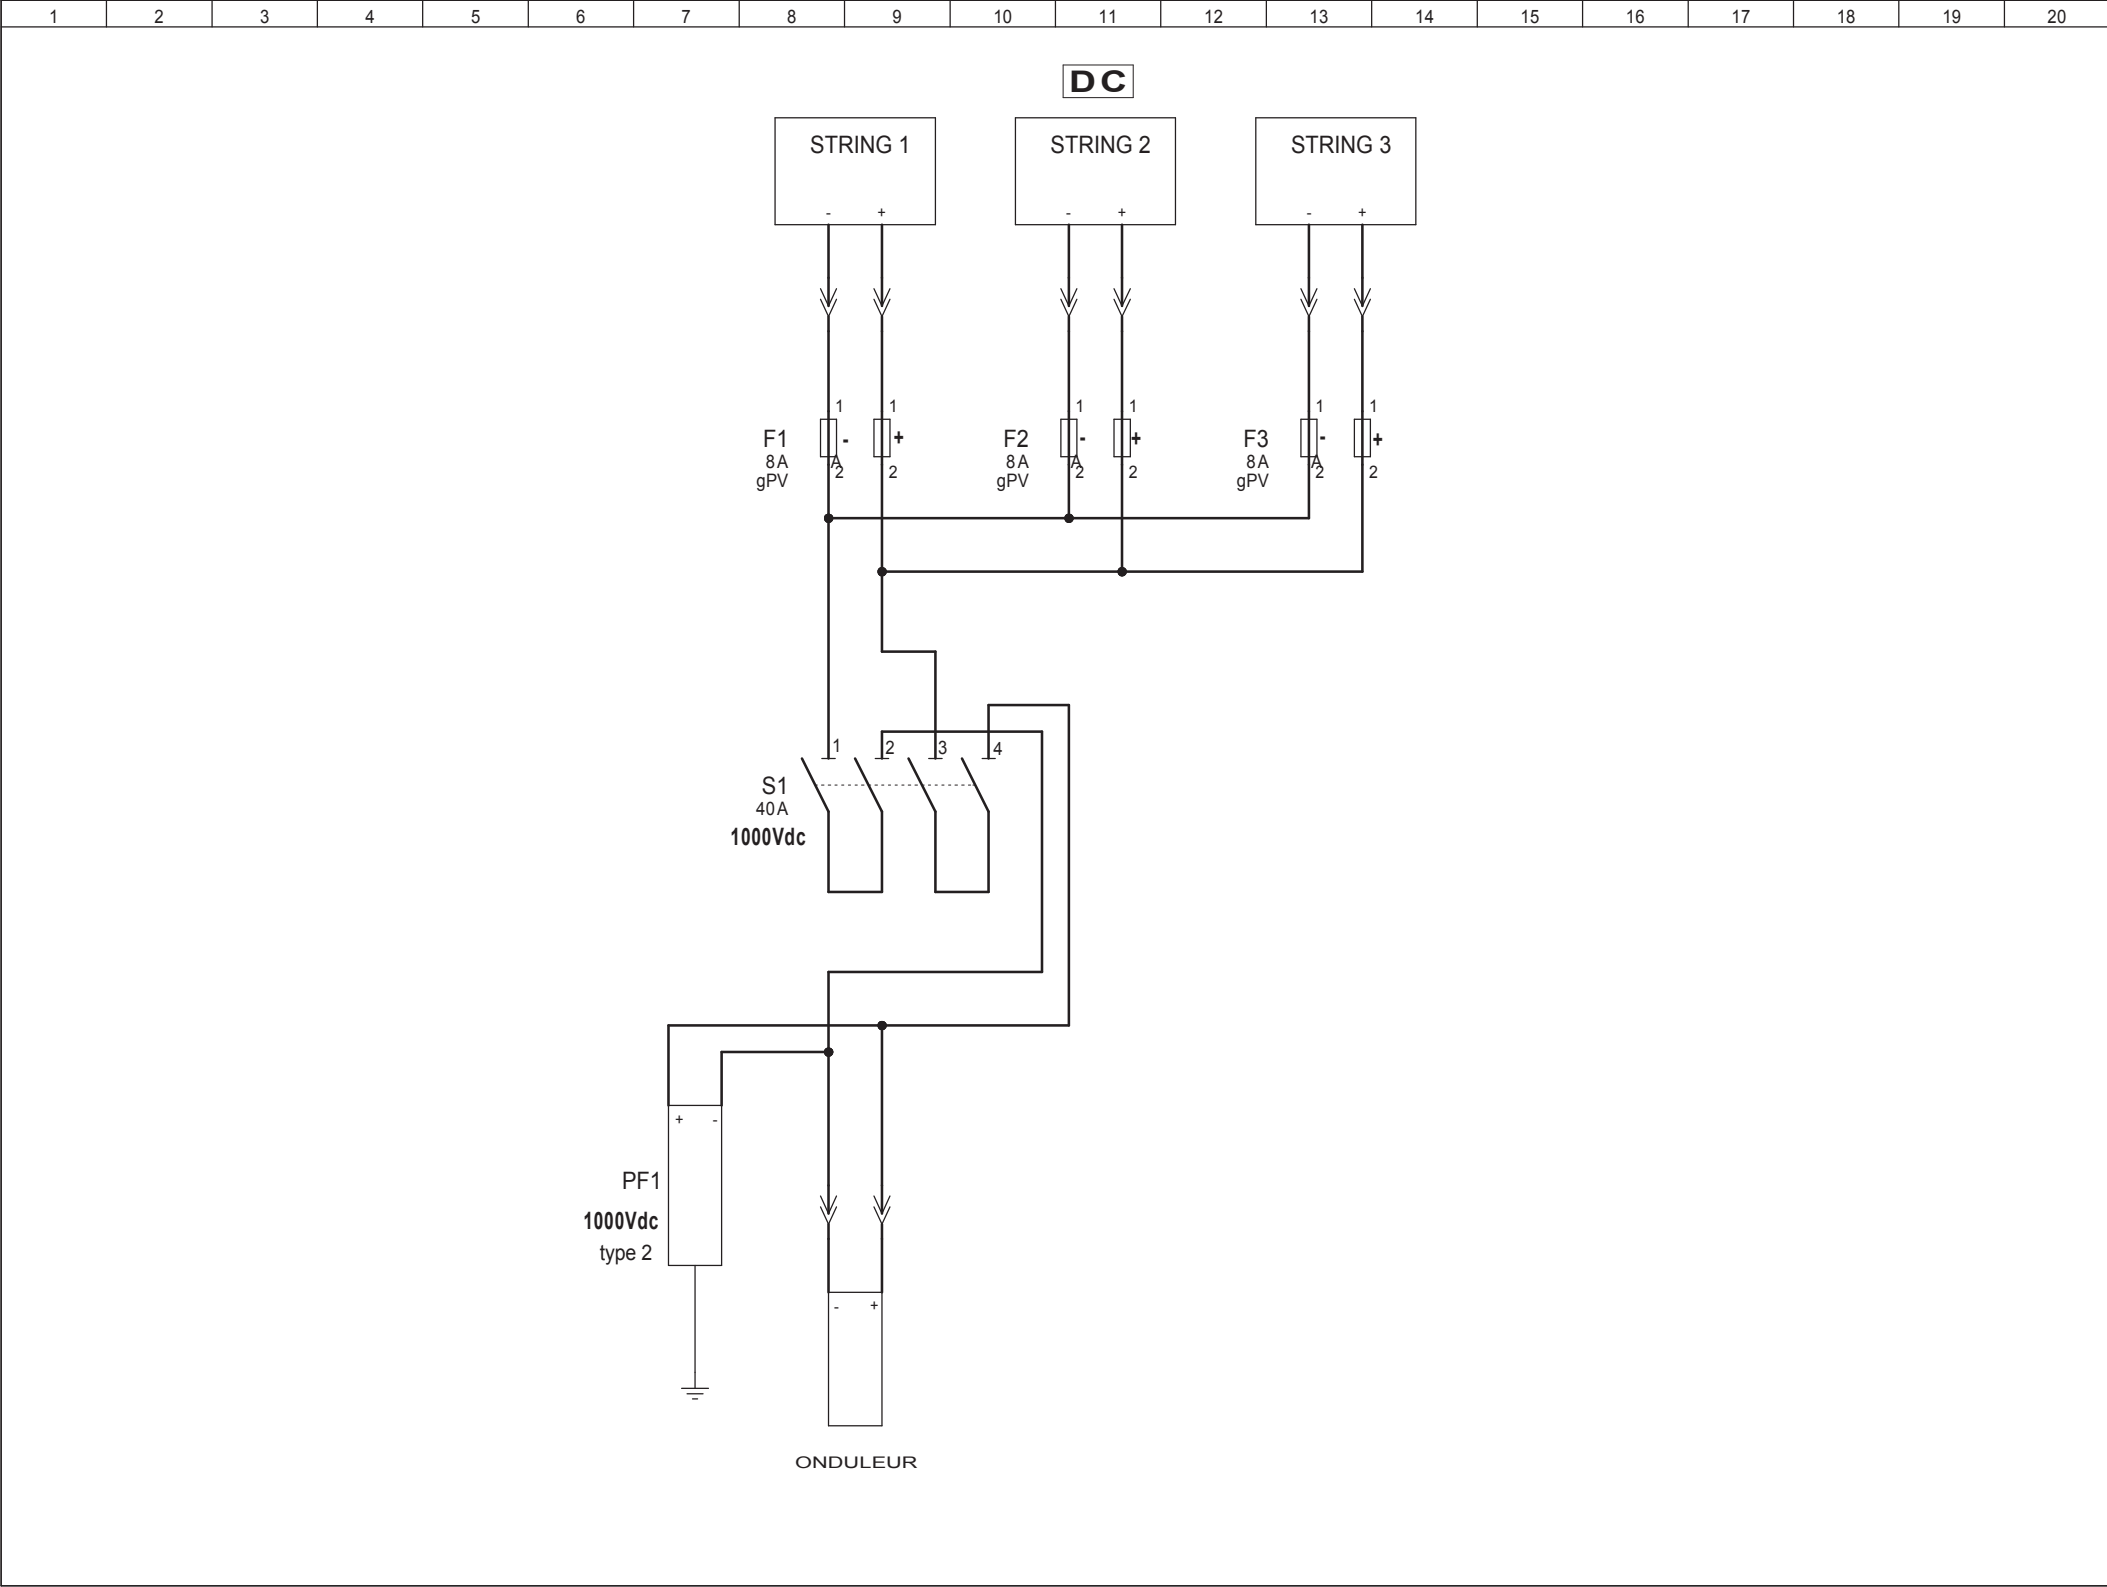 1 2 3 4 5 6 7 8 9 10 11 12 13 14 15 16 17 18 19 20
DC
STRING 1 STRING 2 STRING 3
- + - + - +
1 1 1 1 1 1
F1 - + F2 - + F3 - +
8A A 8A A 8A A
2 2 2 2 2 2
gPV gPV gPV
1 2 3 4
S1
40A
1000Vdc
+ -
PF1
1000Vdc
type 2
- +
ONDULEUR